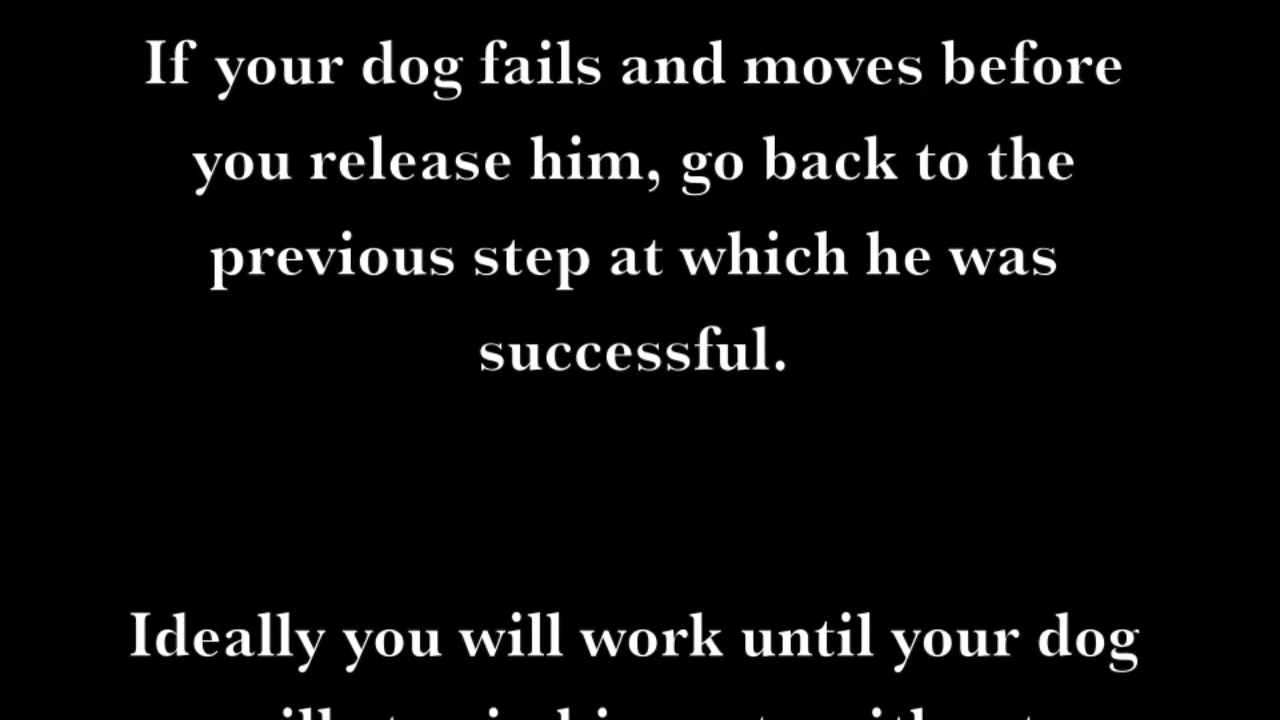 If your dog fails and moves before
you release him, go back to the
previous step at which he was
successful.
Ideally you will work until your dog